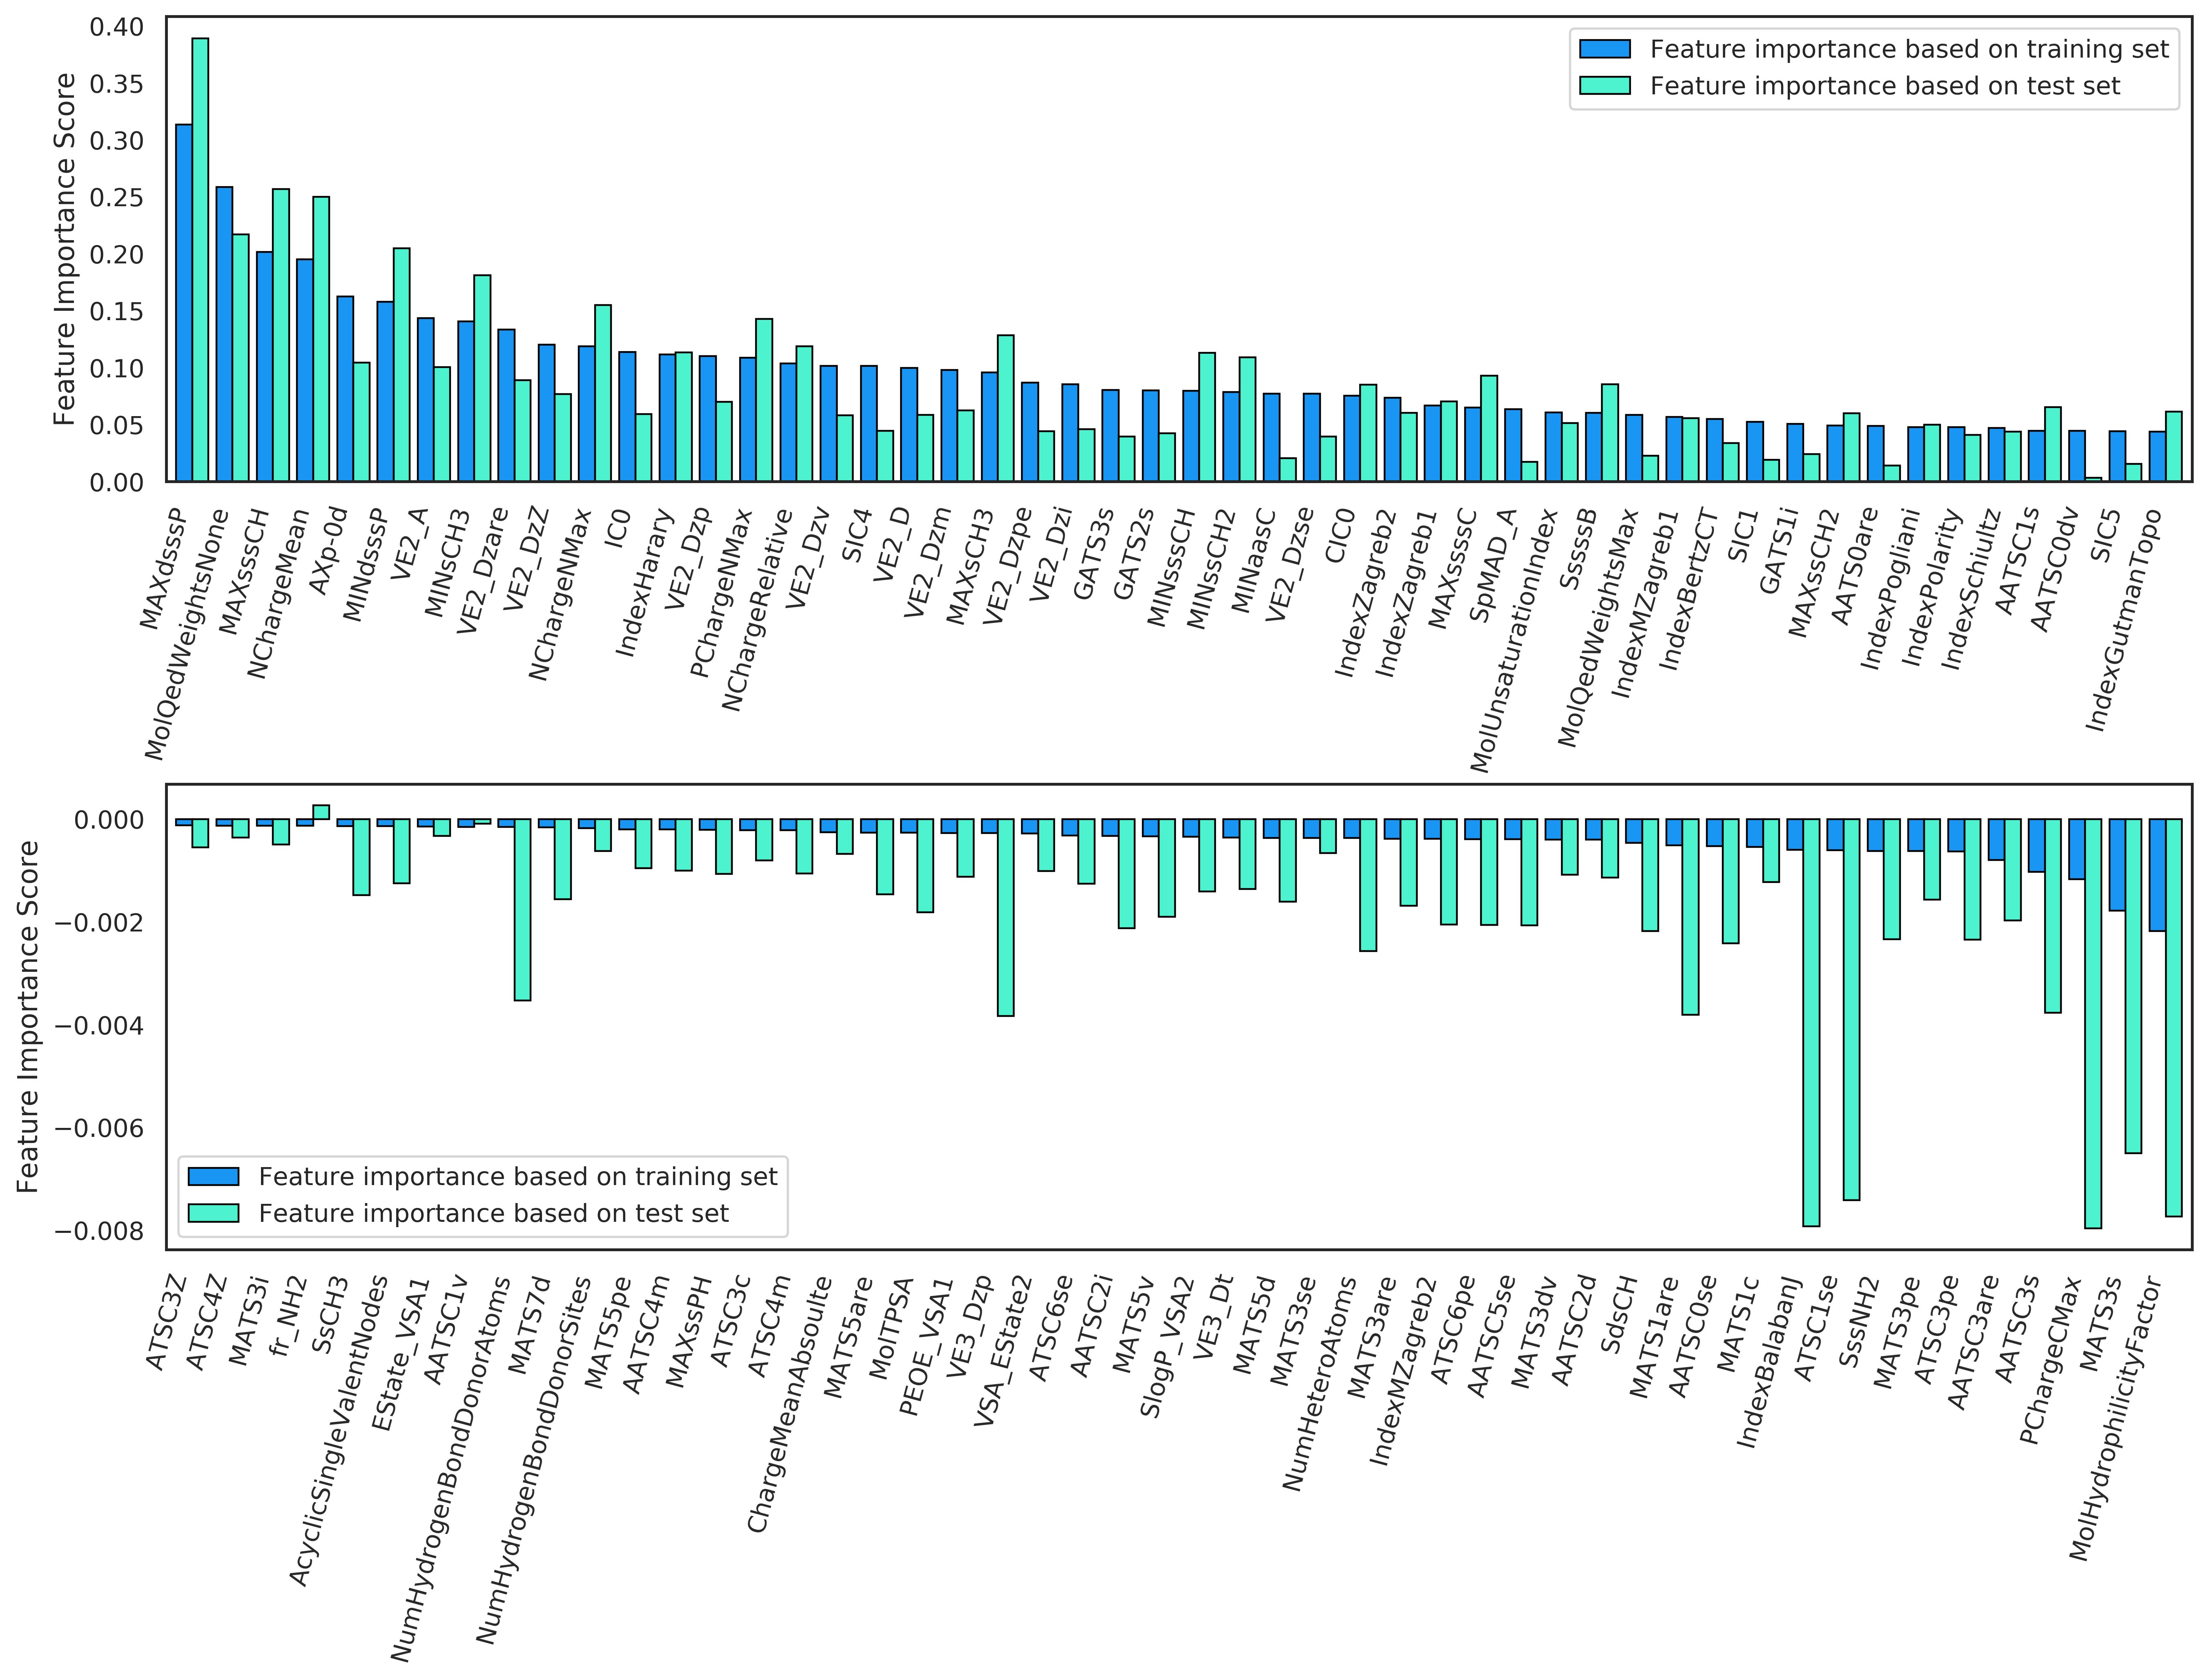 0.40
0.35
0.30
0.25
0.20
0.15
0.10
0.05
0.00
Feature Importance Score
Feature importance based on training set
Feature importance based on test set
MAXdsssP
MolQedWeightsNone
MAXsssCH
NChargeMean
AXp-0d
MINdsssP
VE2_A
MINsCH3
VE2_Dzare
VE2_DzZ
NChargeNMax
IC0
IndexHarary
VE2_Dzp
PChargeNMax
NChargeRelative
VE2_Dzv
SIC4
VE2_D
VE2_Dzm
MAXsCH3
VE2_Dzpe
VE2_Dzi
GATS3s
GATS2s
MINsssCH
MINssCH2
MINaasC
VE2_Dzse
CIC0
IndexZagreb2
IndexZagreb1
MAXssssC
SpMAD_A
MolUnsaturationIndex
SssssB
MolQedWeightsMax
IndexMZagreb1
IndexBertzCT
SIC1
GATS1i
MAXssCH2
AATS0are
IndexPogliani
IndexPolarity
IndexSchiultz
AATSC1s
AATSC0dv
SIC5
IndexGutmanTopo
0.000
−0.002
−0.004
−0.006
−0.008
Feature Importance Score
Feature importance based on training set
Feature importance based on test set
ATSC3Z
ATSC4Z
MATS3i
fr_NH2
SsCH3
AcyclicSingleValentNodes
EState_VSA1
AATSC1v
NumHydrogenBondDonorAtoms
MATS7d
NumHydrogenBondDonorSites
MATS5pe
AATSC4m
MAXssPH
ATSC3c
ATSC4m
ChargeMeanAbsoulte
MATS5are
MolTPSA
PEOE_VSA1
VE3_Dzp
VSA_EState2
ATSC6se
AATSC2i
MATS5v
SlogP_VSA2
VE3_Dt
MATS5d
MATS3se
NumHeteroAtoms
MATS3are
IndexMZagreb2
ATSC6pe
AATSC5se
MATS3dv
AATSC2d
SdsCH
MATS1are
AATSC0se
MATS1c
IndexBalabanJ
ATSC1se
SssNH2
MATS3pe
ATSC3pe
AATSC3are
AATSC3s
PChargeCMax
MATS3s
MolHydrophilicityFactor